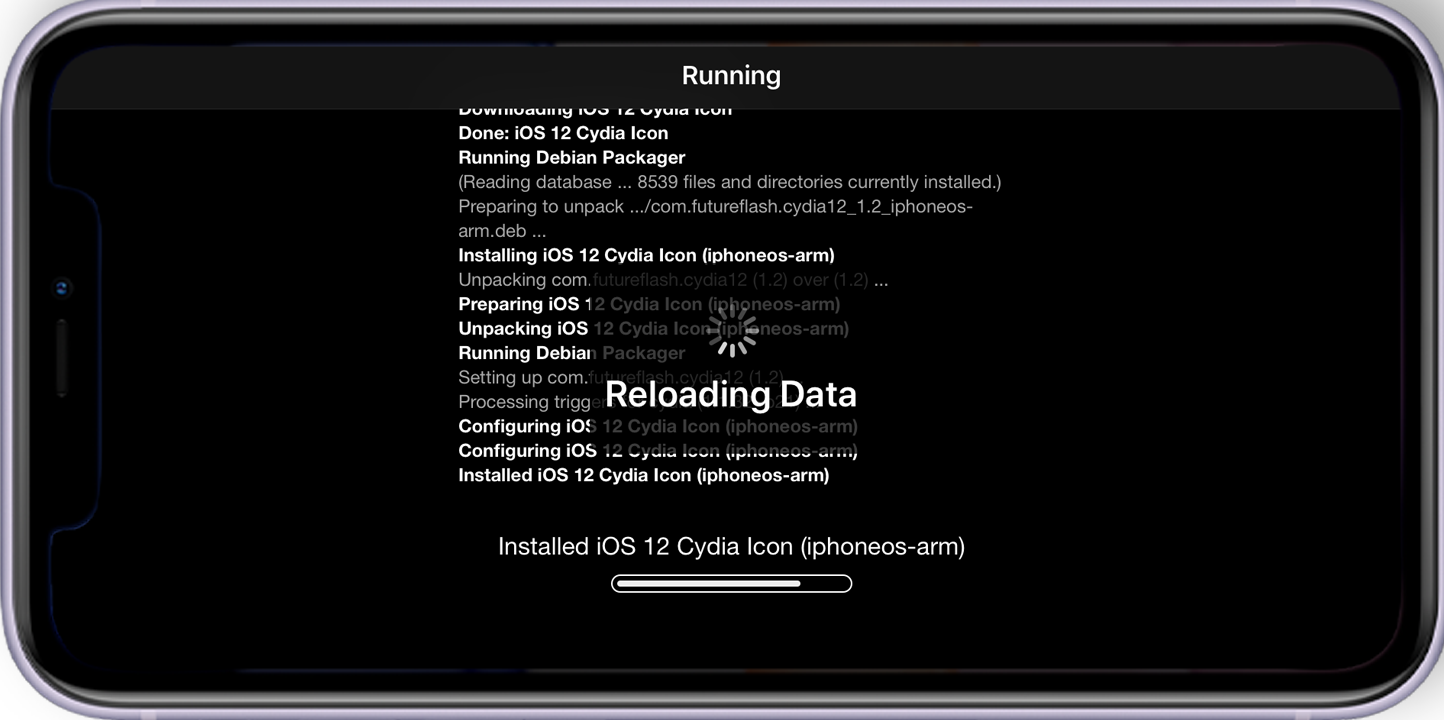 Running
Downloading iOS 12 Cydia Icon
Done: iOS 12 Cydia Icon
Running Debian Packager
(Reading database ... 8539 files and directories currently installed.)
Preparing to unpack .../com.futureflash.cydia12_1.2_iphoneos-
arm.deb ...
Installing iOS 12 Cydia Icon (iphoneos-arm)
Unpacking com.futureflash.cydia12 (1.2) over (1.2) ...
Preparing iOS 12 Cydia Icon (iphoneos-arm)
Unpacking iOS 12 Cydia Icon (iphoneos-arm)
Running Debian Packager
Setting up com.futureflash.cydia12 (1.2)
Processing
Reloading Data
Configuring iOS 12 Cydia Icon (iphoneos-arm)
Configuring iOS 12 Cydia Icon (iphoneos-arm)
Installed iOS 12 Cydia Icon (iphoneos-arm)
Installed iOS 12 Cydia Icon (iphoneos-arm)